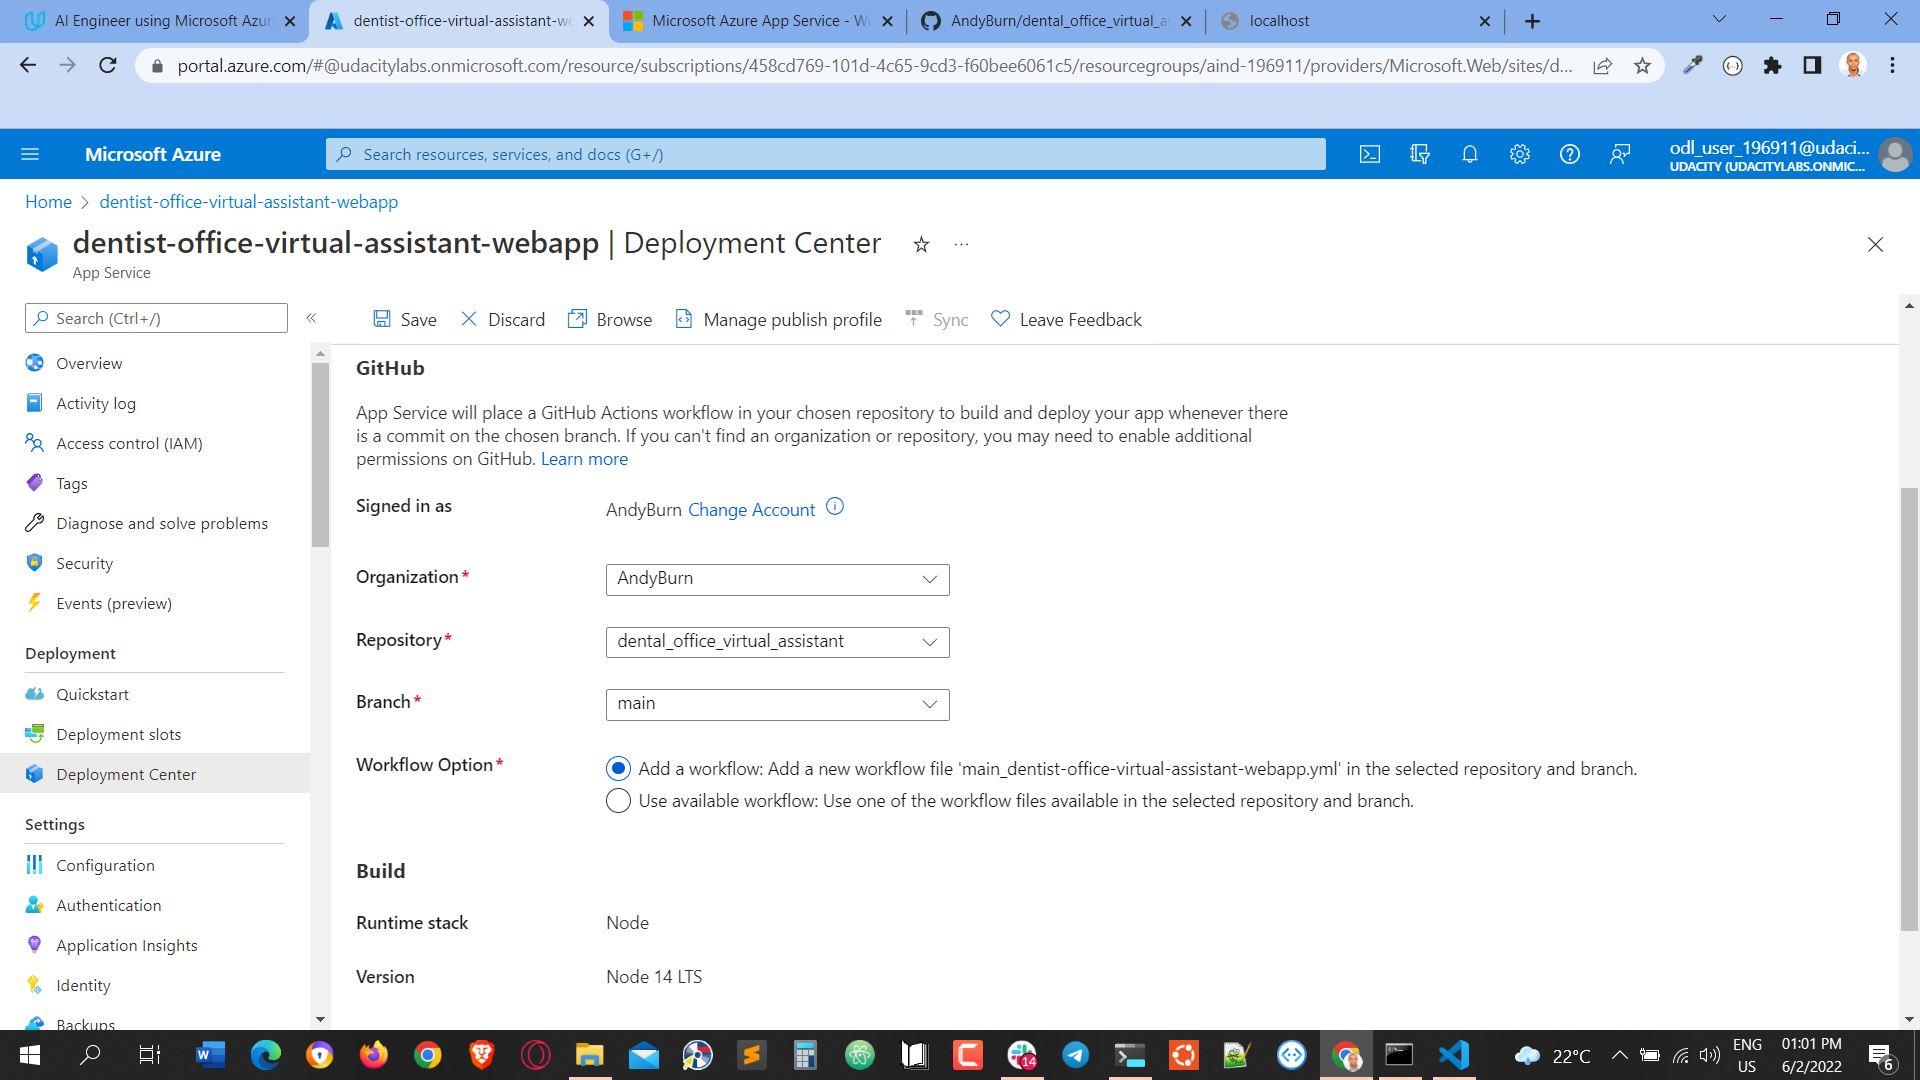 AI Engineer using Microsoft Azur
dentist-office-virtual-assistant-we
Microsoft Azure App Service - We
AndyBurn/dental_office_virtual_a
localhost
portal.azure.com/#@udacitylabs.onmicrosoft.com/resource/subscriptions/458cd769-101d-4c65-9cd3-f60bee6061c5/resourcegroups/aind-196911/providers/Microsoft.Web/sites/d...
Microsoft Azure
Search resources, services, and docs (G+/)
odl_user_196911@udaci...
UDACITY (UDACITYLABS.ONMIC...
Home > dentist-office-virtual-assistant-webapp
dentist-office-virtual-assistant-webapp | Deployment Center
App Service
Search (Ctrl+/)
Save
Discard
Browse
Manage publish profile
Sync
Leave Feedback
Overview
Activity log
Access control (IAM)
Tags
Diagnose and solve problems
Security
Events (preview)
Deployment
Quickstart
Deployment slots
Deployment Center
Settings
Configuration
Authentication
Application Insights
Identity
Backups
GitHub
App Service will place a GitHub Actions workflow in your chosen repository to build and deploy your app whenever there
is a commit on the chosen branch. If you can't find an organization or repository, you may need to enable additional
permissions on GitHub. Learn more
Signed in as
AndyBurn Change Account
Organization*
AndyBurn
Repository*
dental_office_virtual_assistant
Branch*
main
Workflow Option*
Add a workflow: Add a new workflow file 'main_dentist-office-virtual-assistant-webapp.yml' in the selected repository and branch.
Use available workflow: Use one of the workflow files available in the selected repository and branch.
Build
Runtime stack
Node
Version
Node 14 LTS
14
22°C
ENG
US
01:01 PM
6/2/2022
6